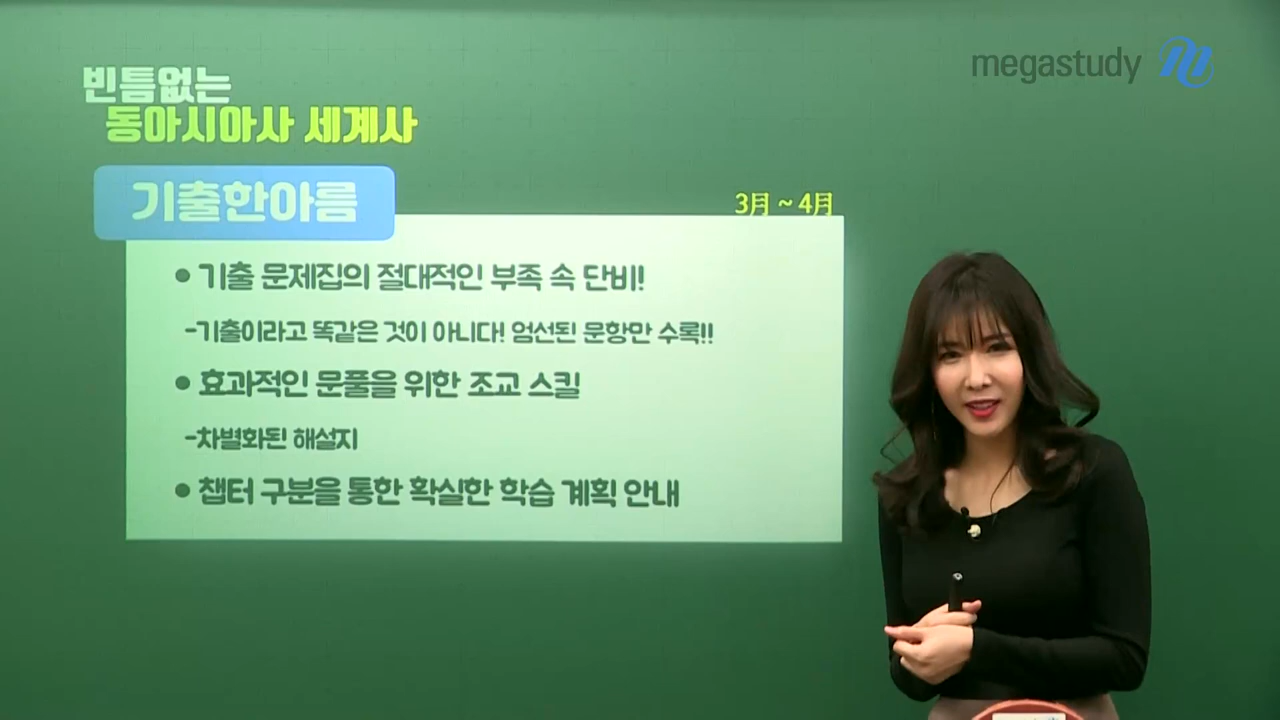 megastudy
빈틈없는
동아시아사 세계사
기출한아름
3월 ~ 4월
● 기출 문제집의 절대적인 부족 속 단비!
-기출이라고 똑같은 것이 아니다! 엄선된 문항만 수록!!
● 효과적인 문풀을 위한 조교 스킬
-차별화된 해설지
● 챕터 구분을 통한 확실한 학습 계획 안내